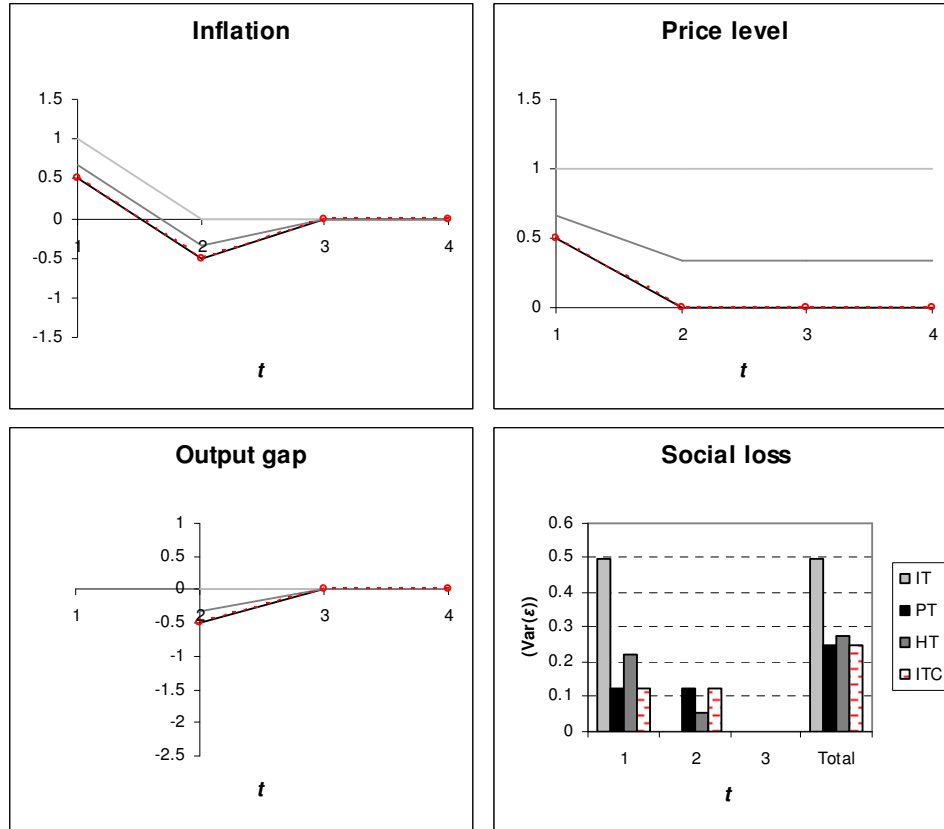 Inflation
1.5
1
0.5
0
-0.5
-1
-1.5
1
2
3
4
t
Price level
1.5
1
0.5
0
1
2
3
4
t
Output gap
1
0.5
0
-0.5
-1
-1.5
-2
-2.5
1
2
3
4
t
Social loss
(Var(ε))
0.6
0.5
0.4
0.3
0.2
0.1
0
1
2
3
Total
t
IT
PT
HT
ITC